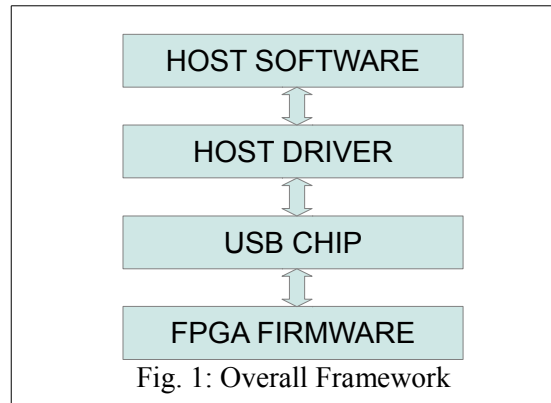 HOST SOFTWARE
HOST DRIVER
USB CHIP
FPGA FIRMWARE
Fig. 1: Overall Framework